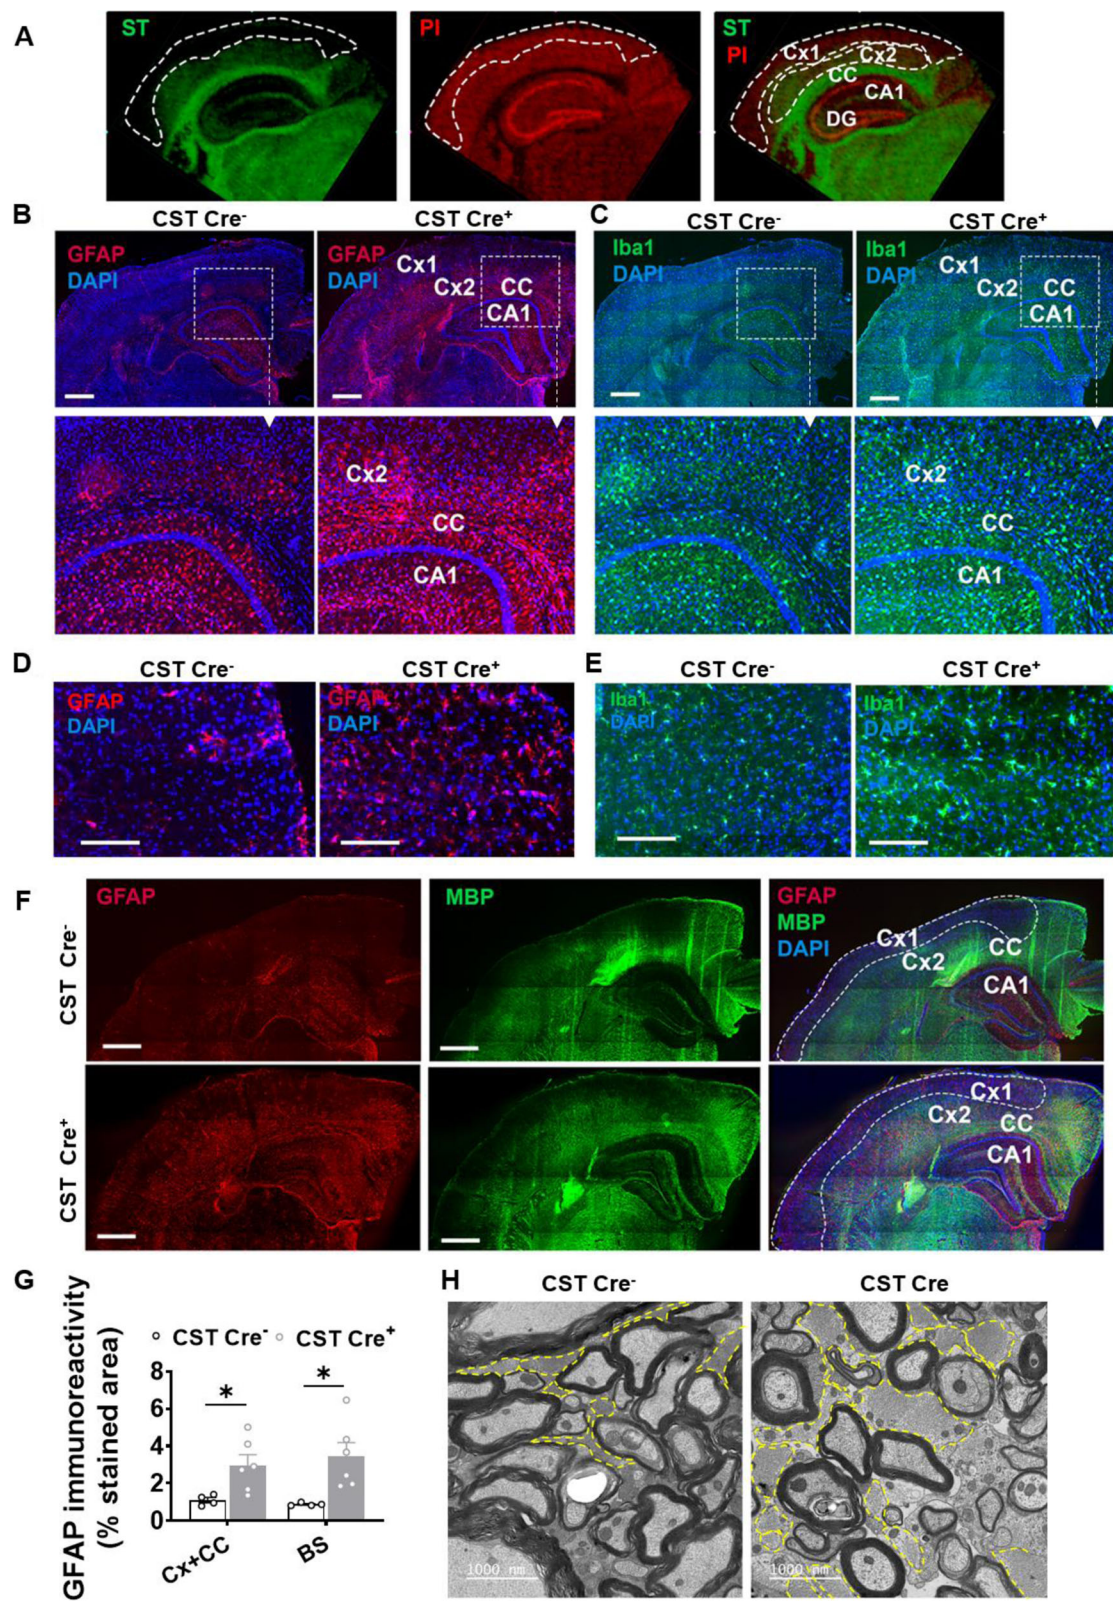 A
ST
PI
ST
PI
Cx1
Cx2
CC
CA1
DG
B
CST Cre⁻
CST Cre⁺
GFAP
DAPI
GFAP
DAPI
Cx1
Cx2
CC
CA1
Cx2
CC
CA1
C
CST Cre⁻
CST Cre⁺
Iba1
DAPI
Iba1
DAPI
Cx1
Cx2
CC
CA1
Cx2
CC
CA1
D
CST Cre⁻
CST Cre⁺
GFAP
DAPI
GFAP
DAPI
E
CST Cre⁻
CST Cre⁺
Iba1
DAPI
Iba1
DAPI
F
CST Cre⁻
GFAP
MBP
GFAP
MBP
DAPI
Cx1
Cx2
CC
CA1
CST Cre⁺
Cx1
Cx2
CC
CA1
G
GFAP immunoreactivity
(% stained area)
CST Cre⁻
CST Cre⁺
8
6
4
2
0
*
*
Cx+CC
BS
H
CST Cre⁻
CST Cre
1000 nm
1000 nm